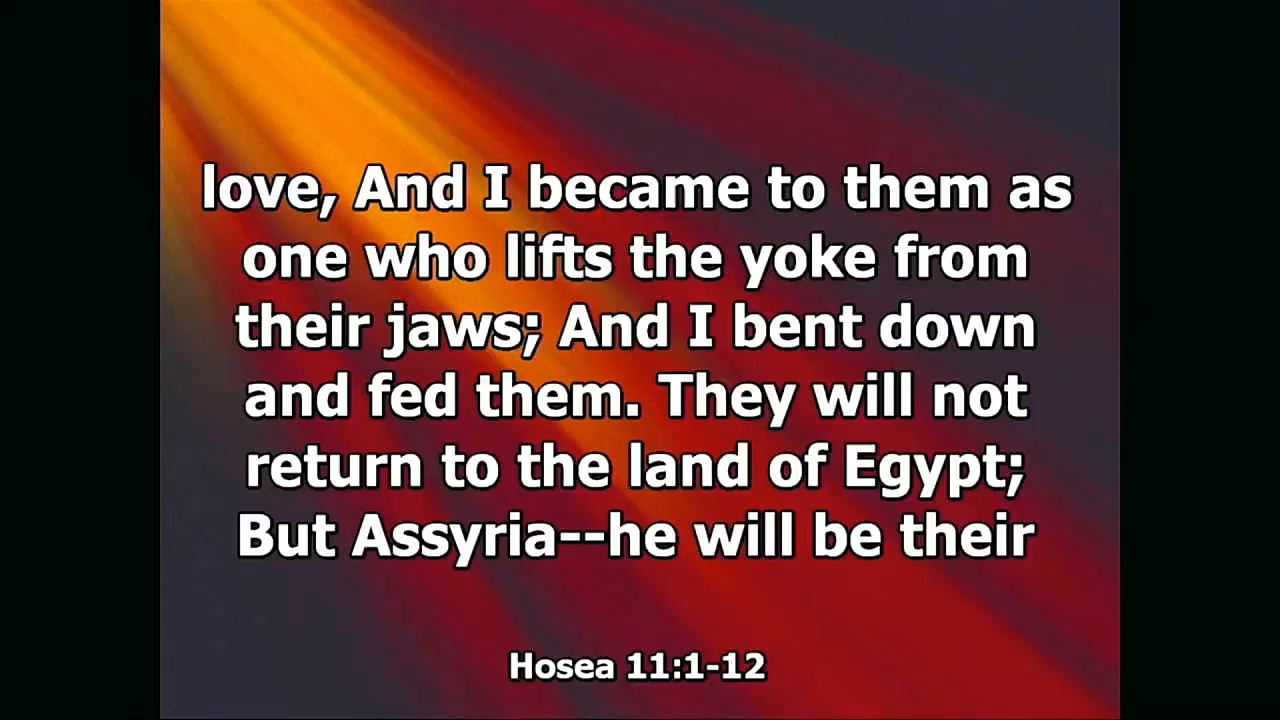 love, And I became to them as
one who lifts the yoke from
their jaws; And I bent down
and fed them. They will not
return to the land of Egypt;
But Assyria--he will be their
Hosea 11:1-12